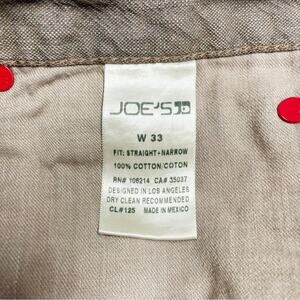 JOE'S
W 33
FIT: STRAIGHT-NARROW
100% COTTON/COTON
RN# 108214 CA# 35037
DESIGNED IN LOS ANGELES
DRY CLEAN RECOMMENDED
CL#125 MADE IN MEXICO